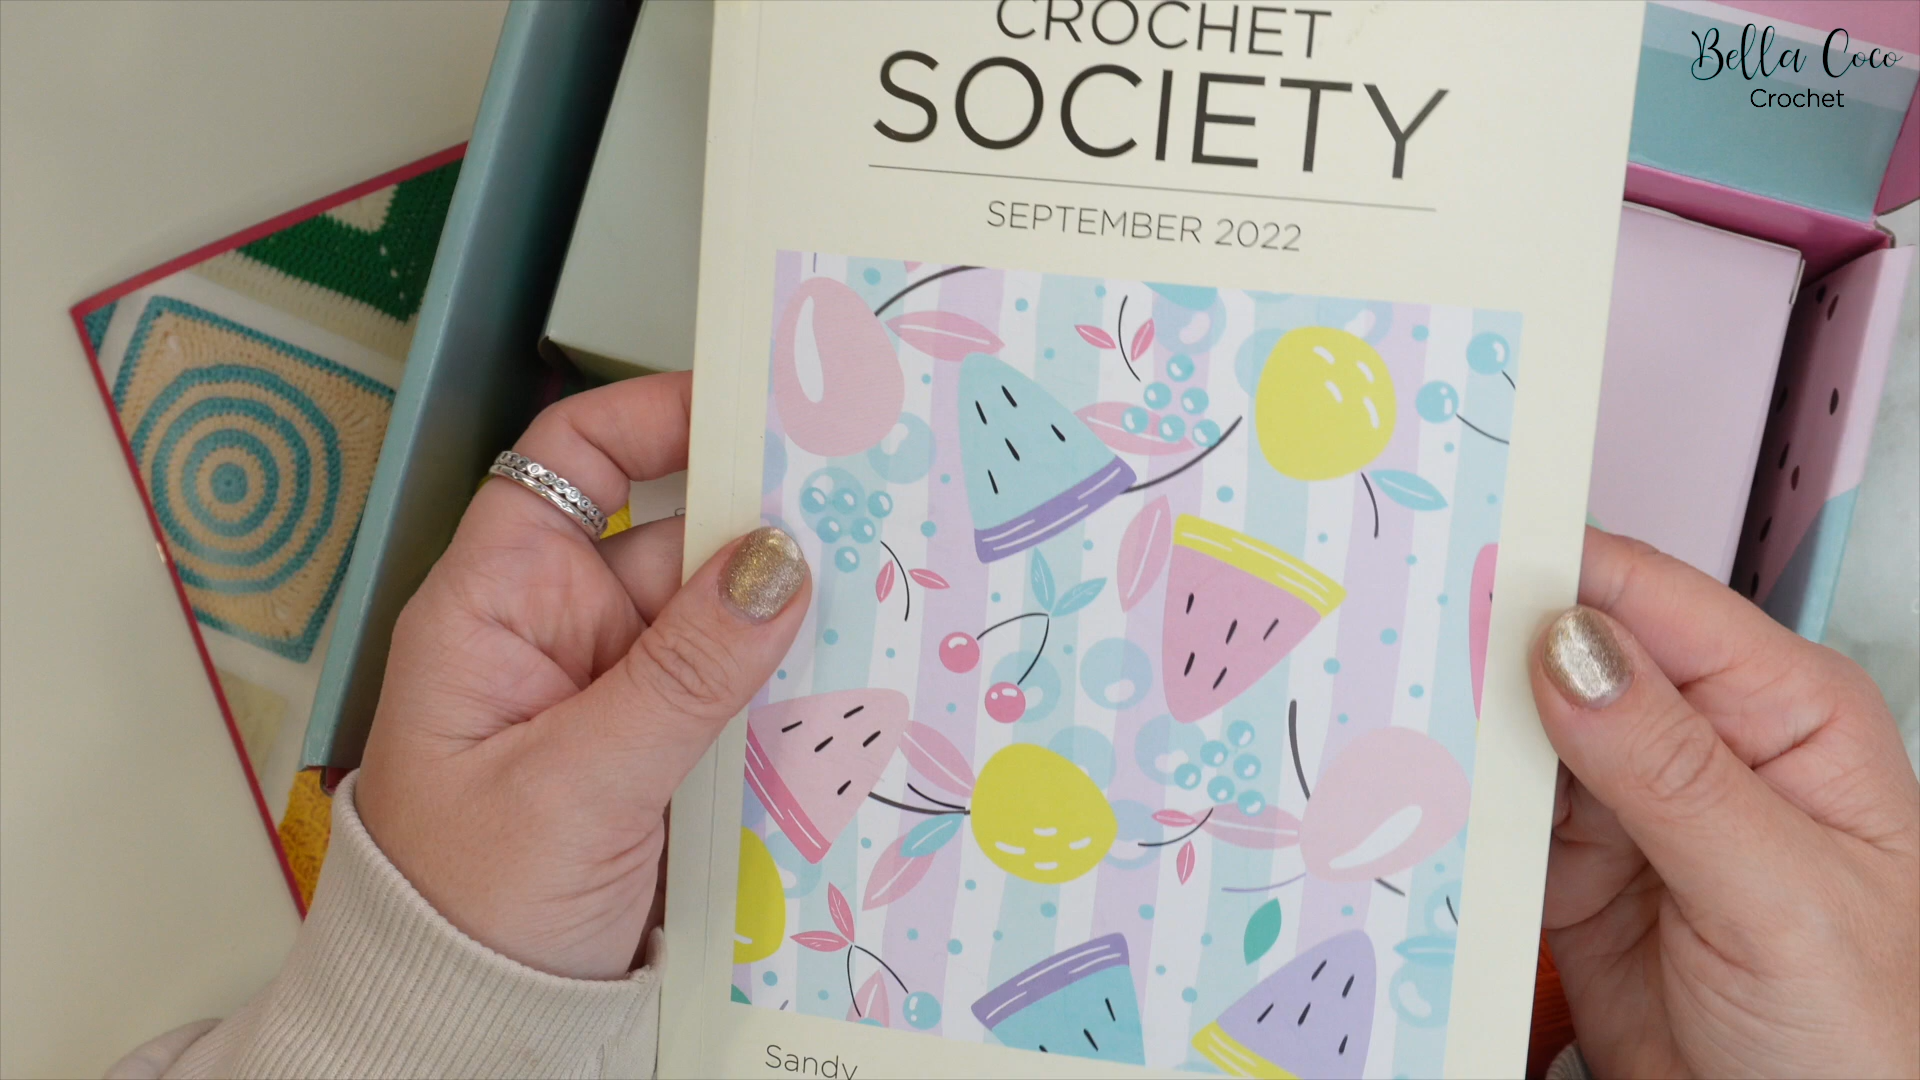 CROCHET
SOCIETY
SEPTEMBER 2022
Sandy
Bella Coco
Crochet